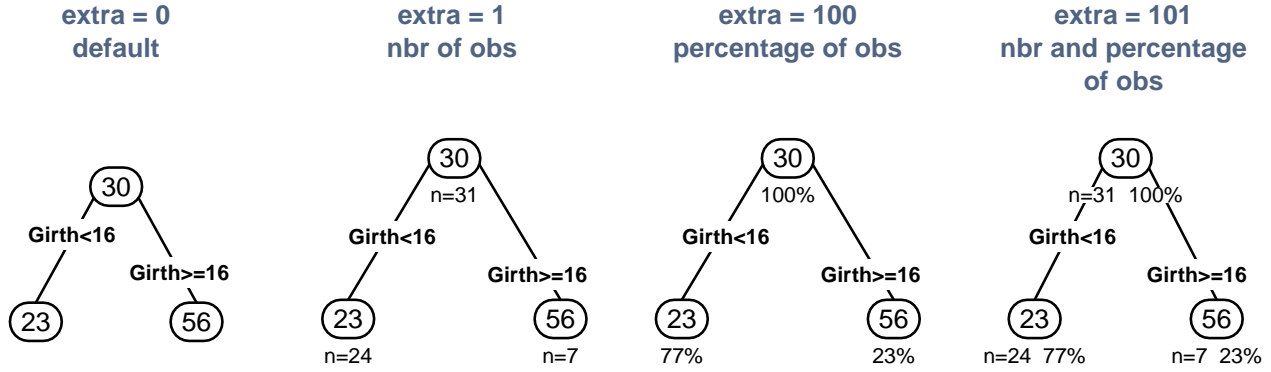 extra = 0
default
30
Girth<16
Girth>=16
23
56
extra = 1
nbr of obs
30
n=31
Girth<16
Girth>=16
23
56
n=24
n=7
extra = 100
percentage of obs
30
100%
Girth<16
Girth>=16
23
56
77%
23%
extra = 101
nbr and percentage
of obs
30
n=31 100%
Girth<16
Girth>=16
23
56
n=24 77%
n=7 23%